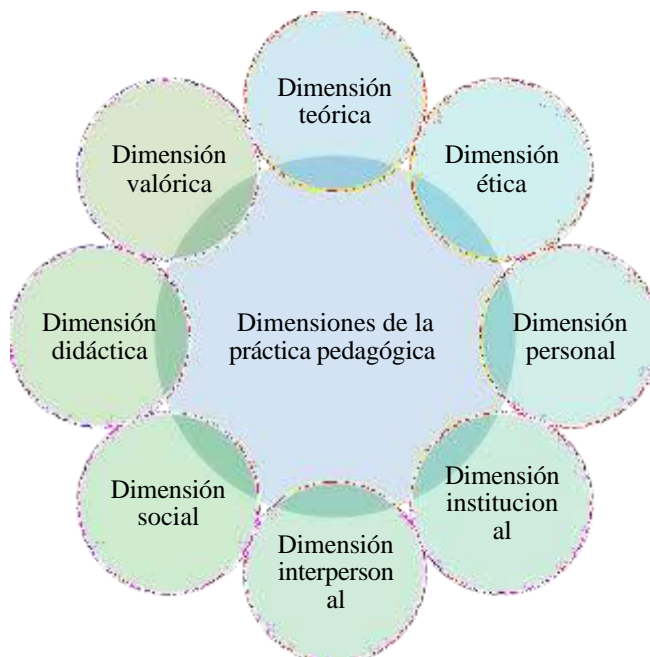 Dimensión
teórica
Dimensión
ética
Dimensión
personal
Dimensión
institucion
al
Dimensión
interperson
al
Dimensión
social
Dimensión
didáctica
Dimensión
valórica
Dimensiones de la
práctica pedagógica